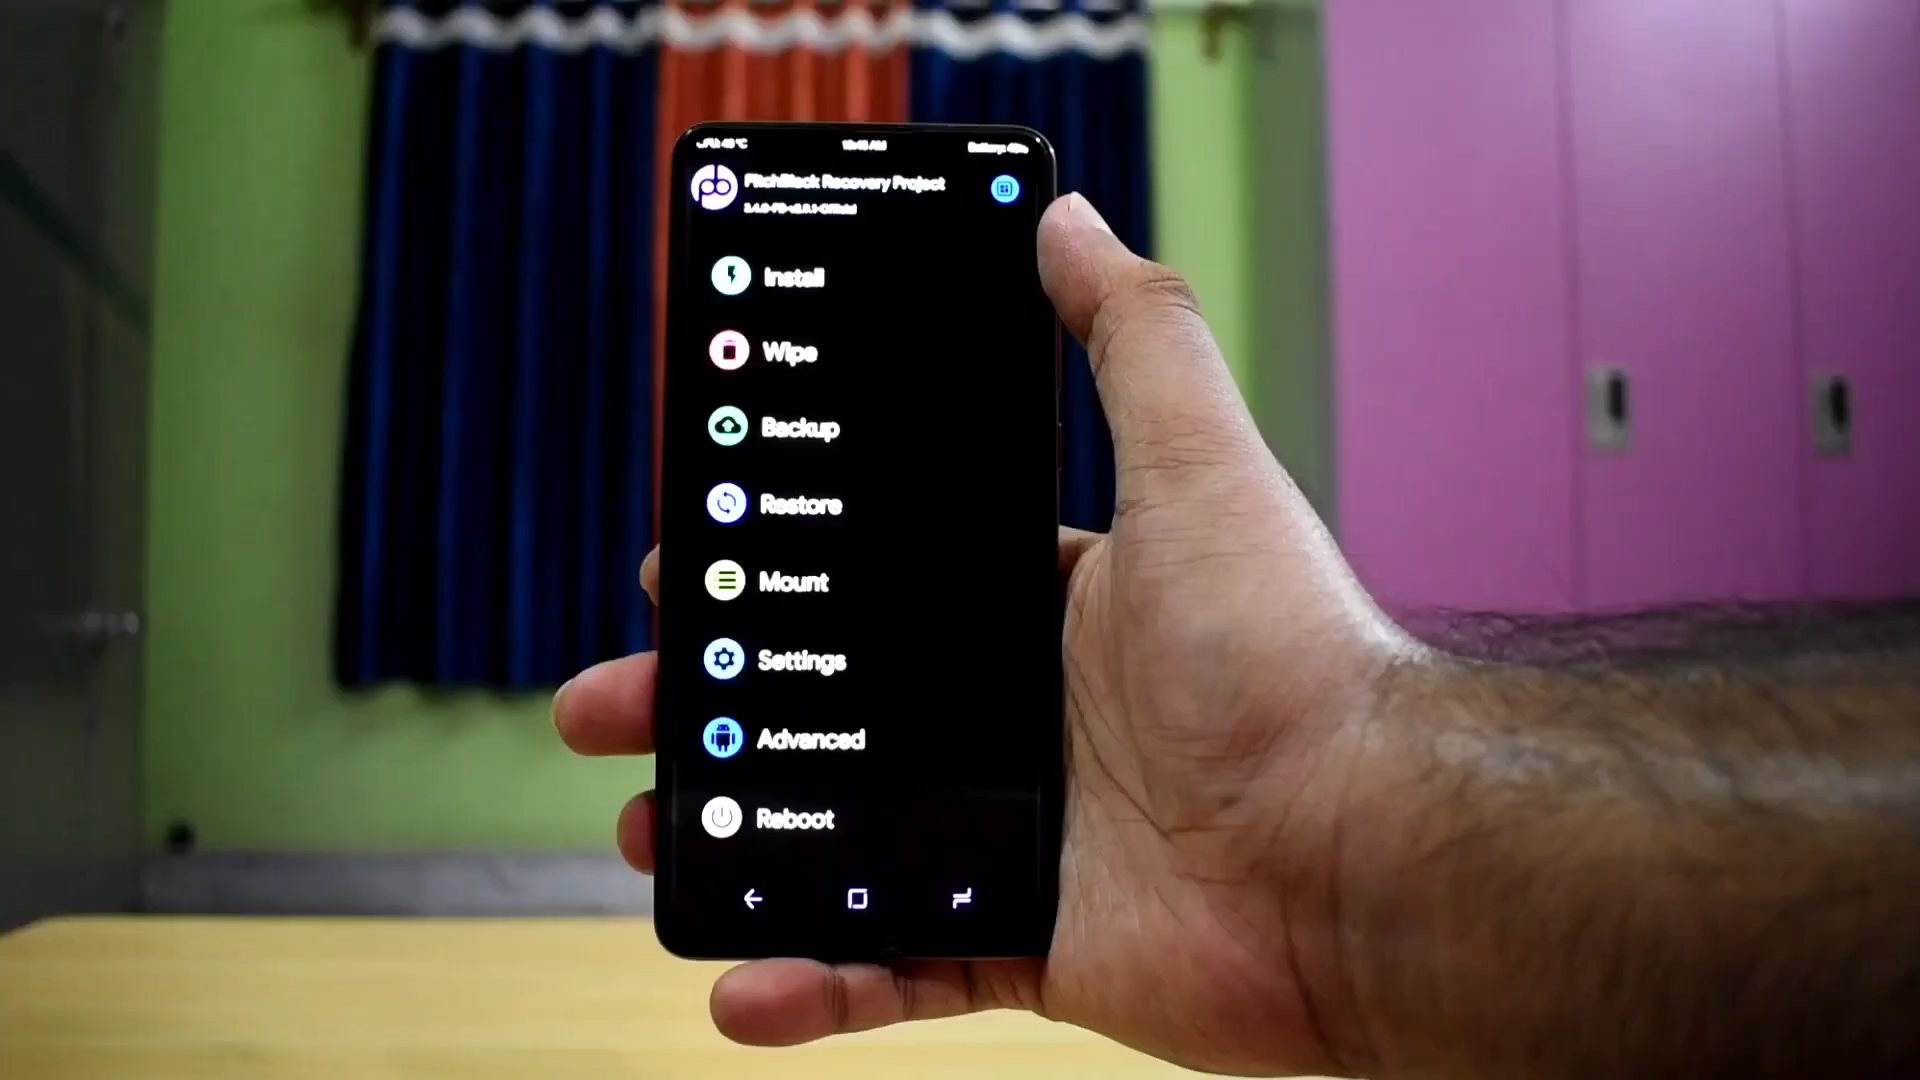 PitchBlack Recovery Project
Install
Wipe
Backup
Restore
Mount
Settings
Advanced
Reboot